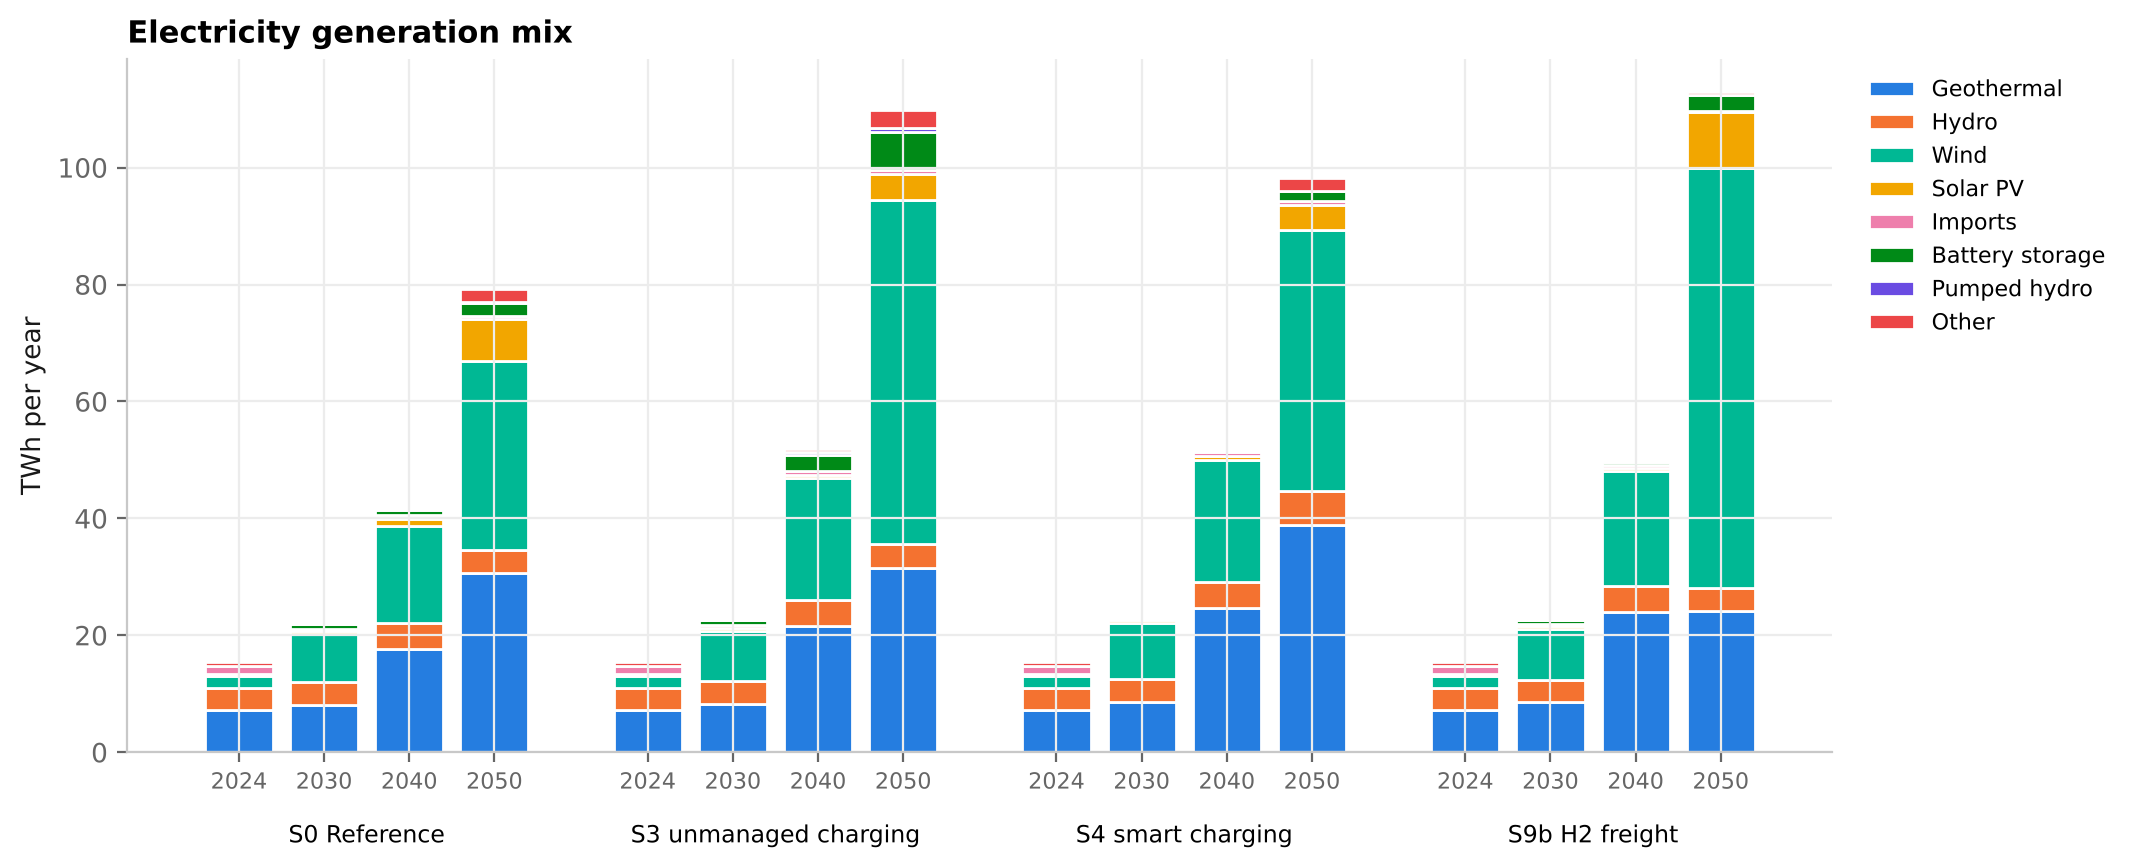 Electricity generation mix
TWh per year
100
80
60
40
20
0
2024 2030 2040 2050 2024 2030 2040 2050 2024 2030 2040 2050 2024 2030 2040 2050
S0 Reference S3 unmanaged charging S4 smart charging S9b H2 freight
Geothermal
Hydro
Wind
Solar PV
Imports
Battery storage
Pumped hydro
Other